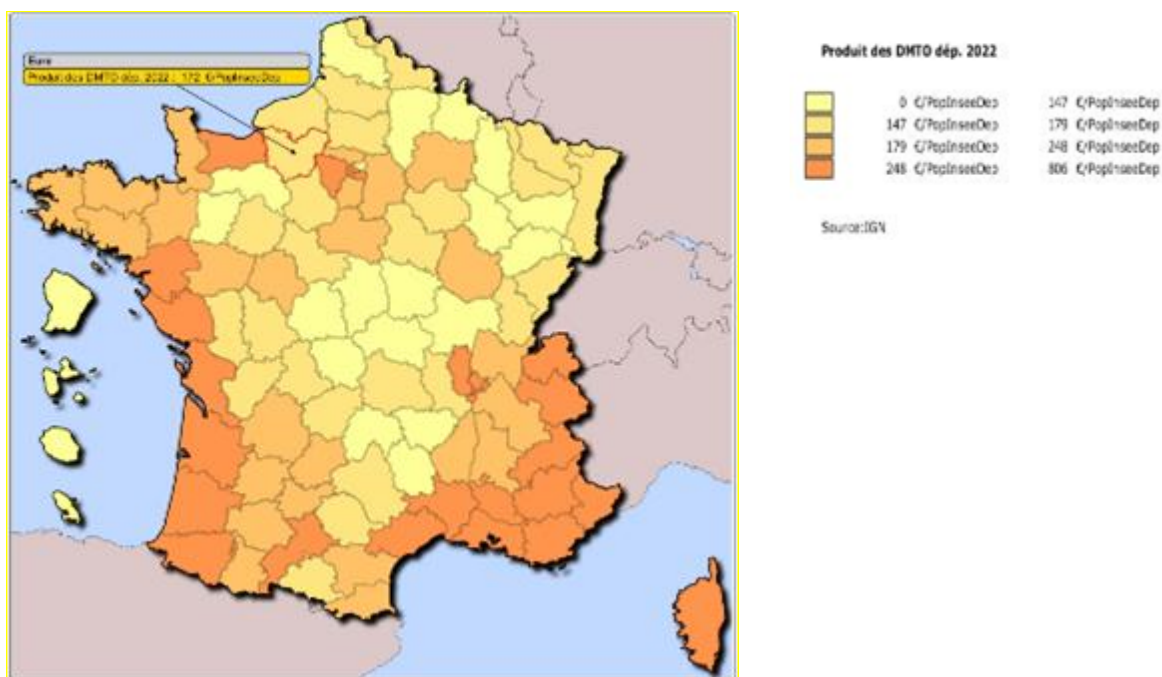 Eure
Produit des DMTO dép. 2022 : 172 €/PopInseeDep
Produit des DMTO dép. 2022
0 €/PopInseeDep 147 €/PopInseeDep
147 €/PopInseeDep 179 €/PopInseeDep
179 €/PopInseeDep 248 €/PopInseeDep
248 €/PopInseeDep 806 €/PopInseeDep
Source:IGN